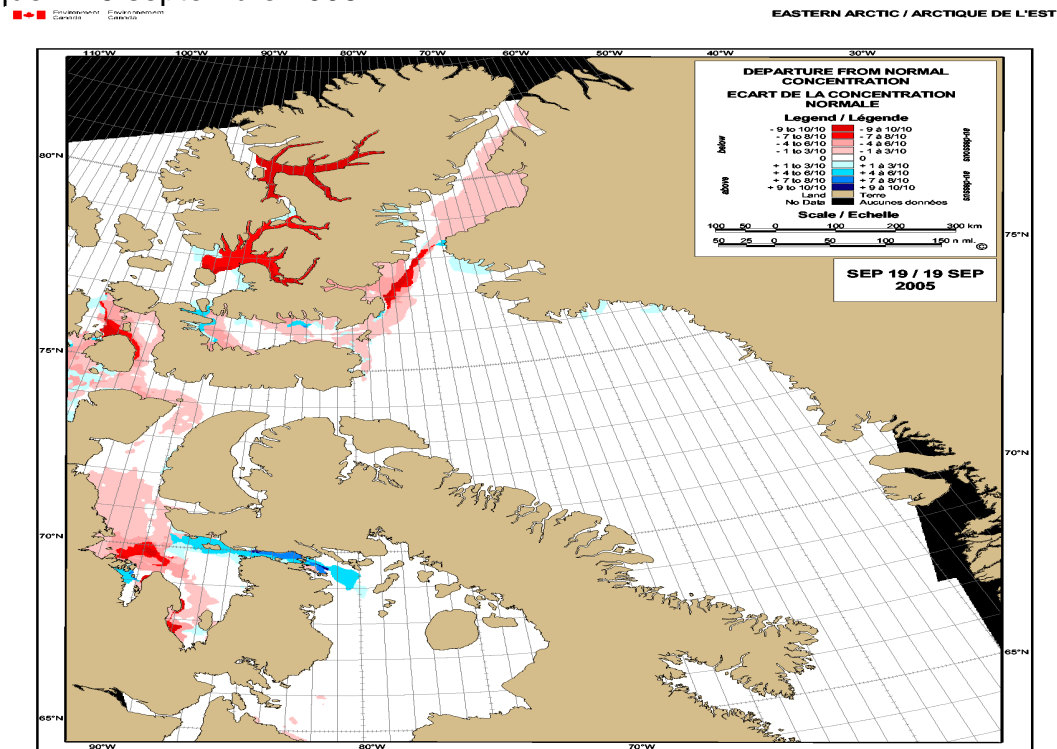 Environment Environnement
Canada Canada
EASTERN ARCTIC / ARCTIQUE DE L'EST
110°W 100°W 90°W 80°W 70°W 60°W 50°W 40°W 30°W
DEPARTURE FROM NORMAL
CONCENTRATION
ECART DE LA CONCENTRATION
NORMALE
Legend / Légende
below
- 9 to 10/10 - 9 à 10/10
- 7 to 8/10 - 7 à 8/10
- 4 to 6/10 - 4 à 6/10
- 1 to 3/10 - 1 à 3/10
au-dessous
0 0
above
+ 1 to 3/10 + 1 à 3/10
+ 4 to 6/10 + 4 à 6/10
+ 7 to 8/10 + 7 à 8/10
+ 9 to 10/10 + 9 à 10/10
au-dessus
Land Terre
No Data Aucunes données
Scale / Echelle
100 50 0 100 200 300 km
50 25 0 50 100 150 n mi.
©
SEP 19 / 19 SEP
2005
80°N
75°N
75°N
70°N
70°N
65°N
65°N
90°W 80°W 70°W